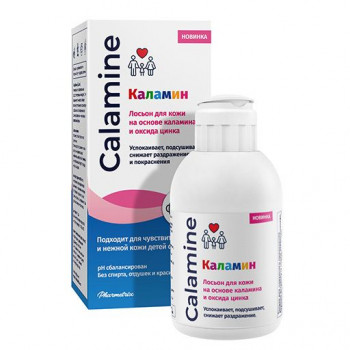 НОВИНКА
Calamine
Каламин
Лосьон для кожи
на основе каламина
и оксида цинка
Успокаивает, подсушивает,
снижает раздражение
и покраснения
Подходит для
и нежной кожи детей
pH сбалансирован
Без спирта, отдушек и
Pharmatrix
НОВИНКА
Calamine
Каламин
Лосьон для кожи
на основе каламина
и оксида цинка
Успокаивает, подсушивает,
снижает раздражение